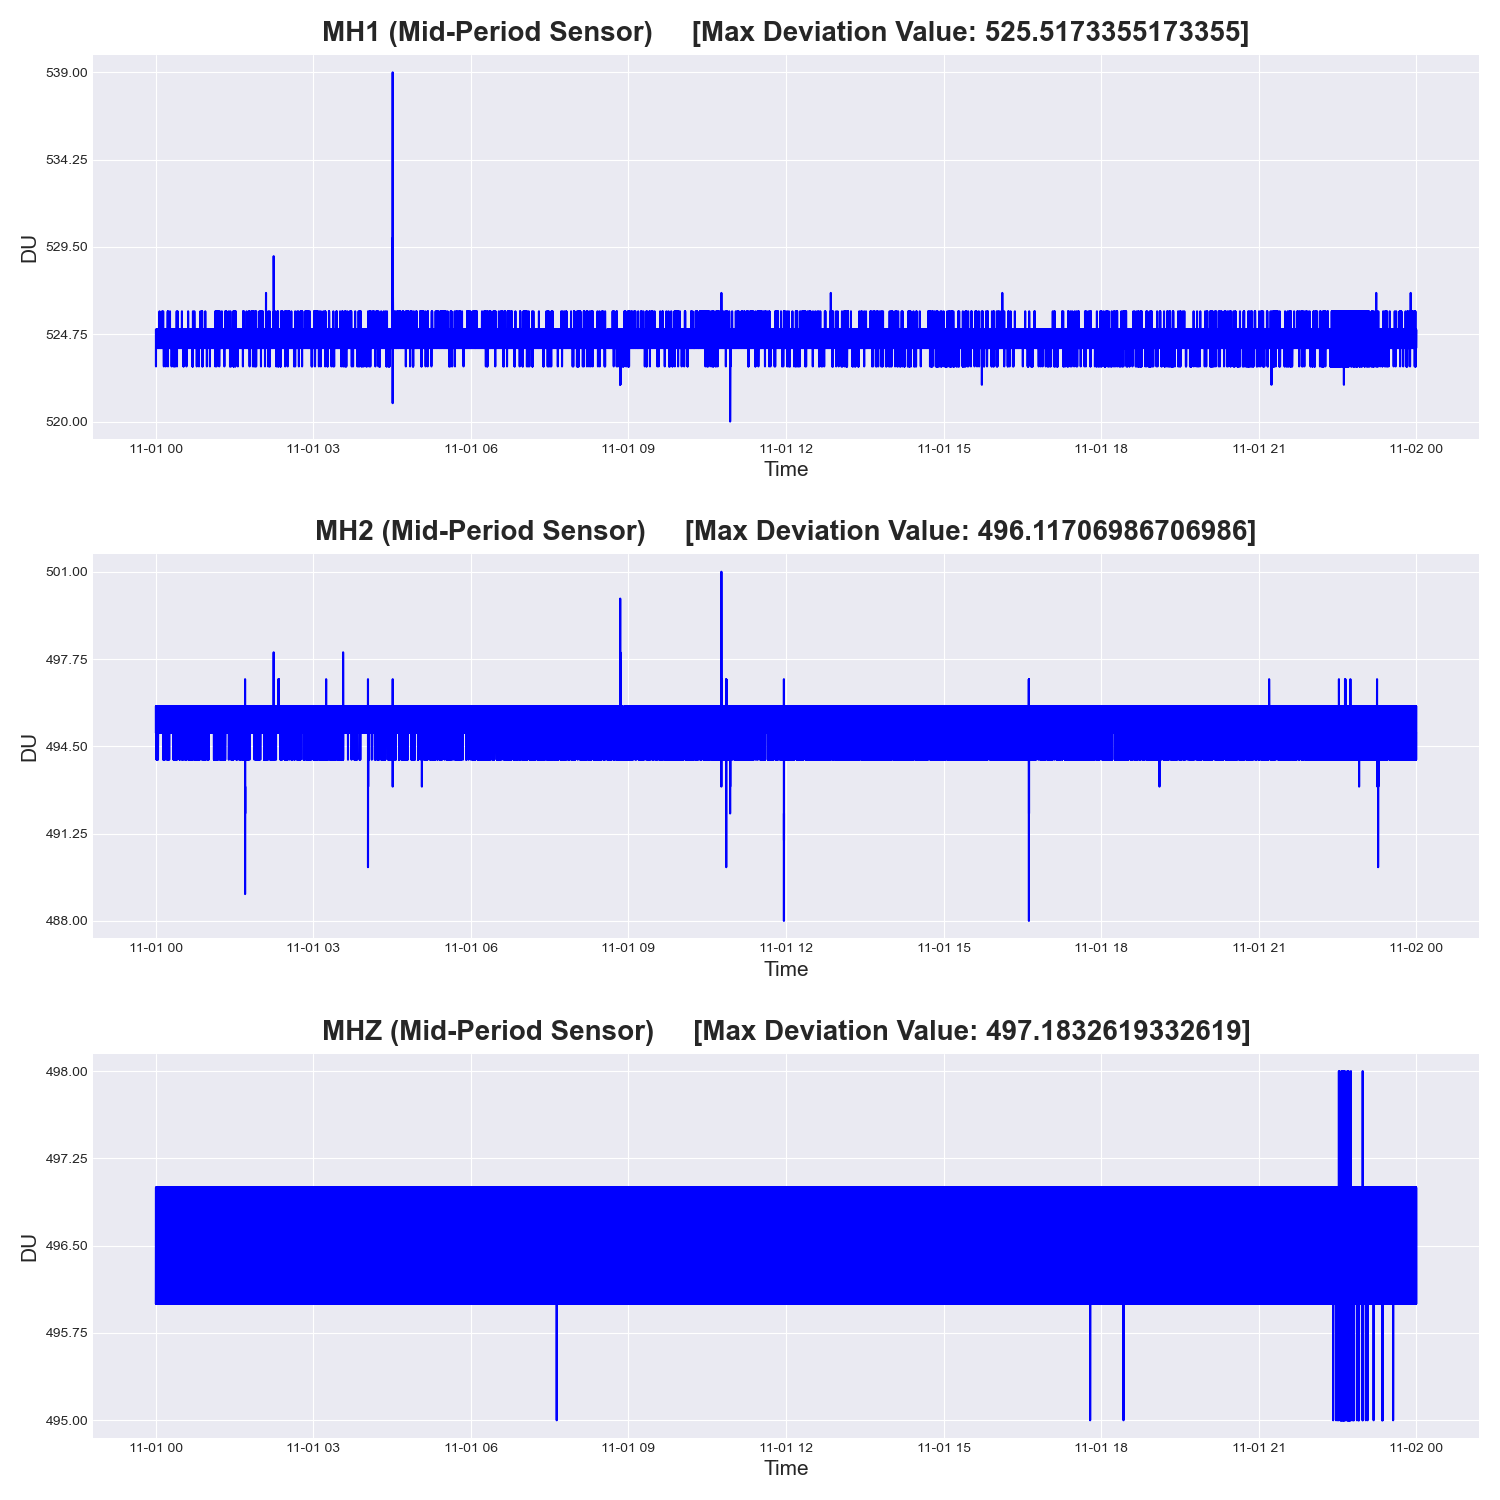 MH1 (Mid-Period Sensor) [Max Deviation Value: 525.5173355173355]
539.00
534.25
529.50
524.75
520.00
DU
11-01 00 11-01 03 11-01 06 11-01 09 11-01 12 11-01 15 11-01 18 11-01 21 11-02 00
Time
MH2 (Mid-Period Sensor) [Max Deviation Value: 496.11706986706986]
501.00
497.75
494.50
491.25
488.00
DU
11-01 00 11-01 03 11-01 06 11-01 09 11-01 12 11-01 15 11-01 18 11-01 21 11-02 00
Time
MHZ (Mid-Period Sensor) [Max Deviation Value: 497.1832619332619]
498.00
497.25
496.50
495.75
495.00
DU
11-01 00 11-01 03 11-01 06 11-01 09 11-01 12 11-01 15 11-01 18 11-01 21 11-02 00
Time